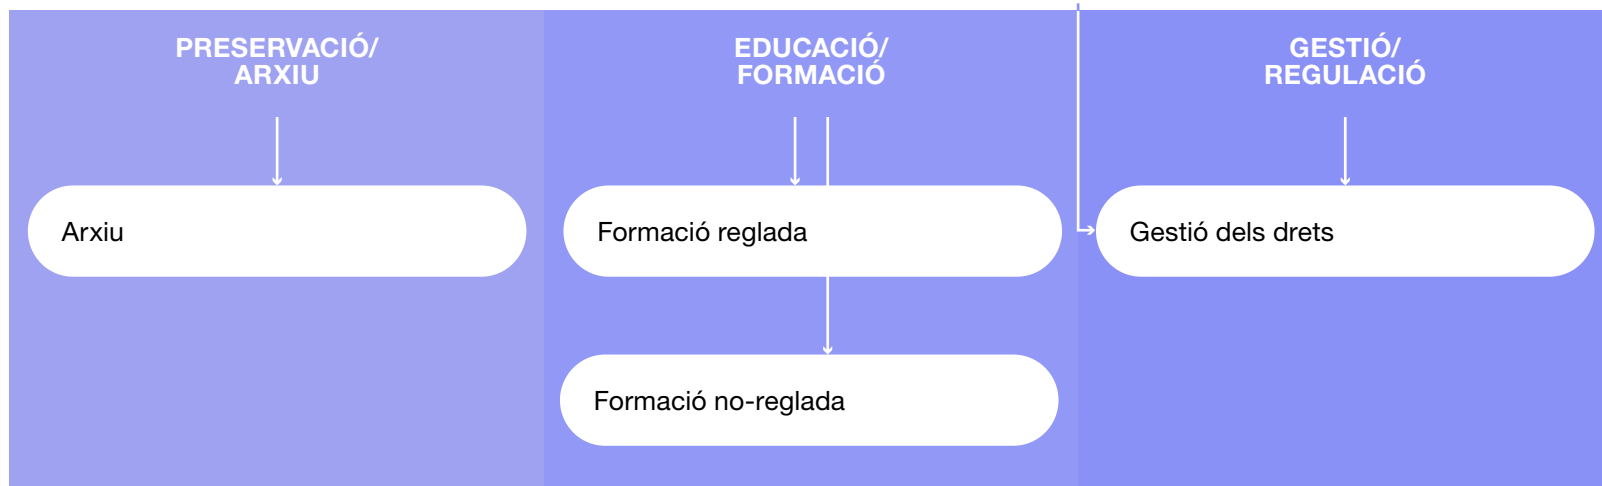 PRESERVACIÓ/
ARXIU
EDUCACIÓ/
FORMACIÓ
GESTIÓ/
REGULACIÓ
Arxiu
Formació reglada
Gestió dels drets
Formació no-reglada